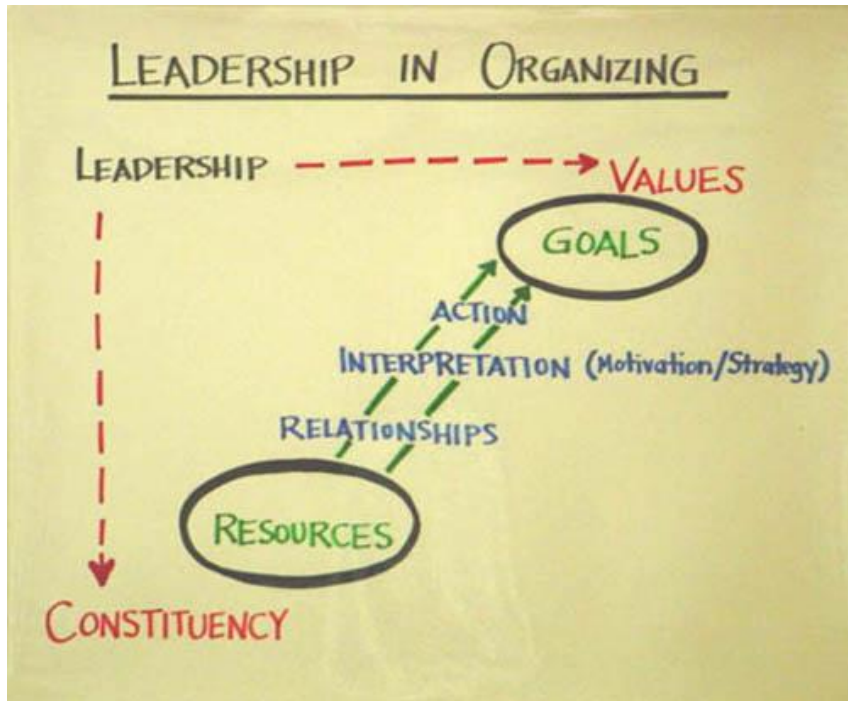 LEADERSHIP IN ORGANIZING
LEADERSHIP
VALUES
GOALS
ACTION
INTERPRETATION (Motivation/Strategy)
RELATIONSHIPS
RESOURCES
CONSTITUENCY